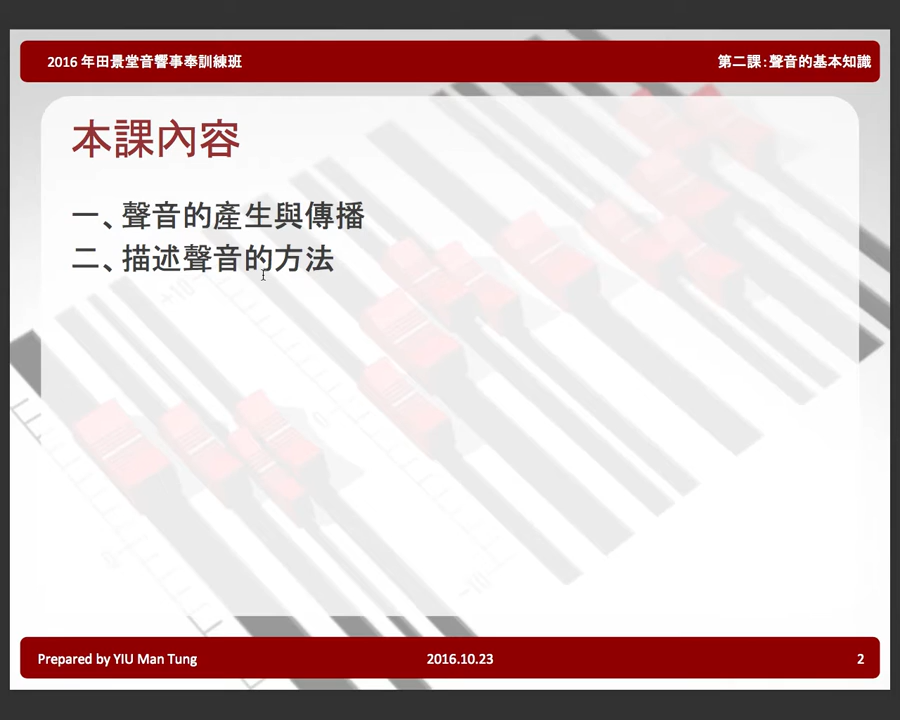 2016 年田景堂音響事奉訓練班
第二課：聲音的基本知識
本課內容
一、聲音的產生與傳播
二、描述聲音的方法
Prepared by YIU Man Tung
2016.10.23
2